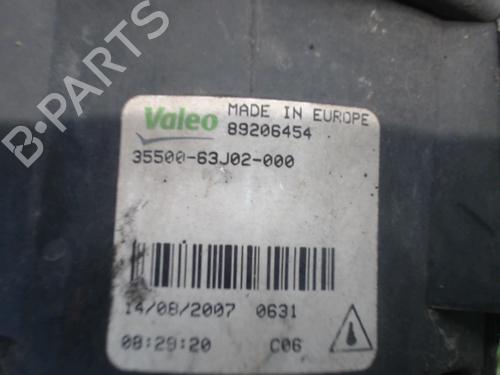 Valeo MADE IN EUROPE
89206454
35500-63J02-000
14/08/2007 0631
08:29:20 C06
B-PARTS